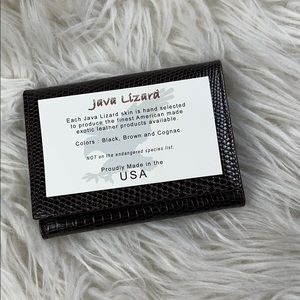 Java Lizard
Each Java Lizard skin is hand selected
to produce the finest American made
exotic leather products available.
Colors : Black, Brown and Cognac.
NOT on the endangered species list.
Proudly Made in the
USA